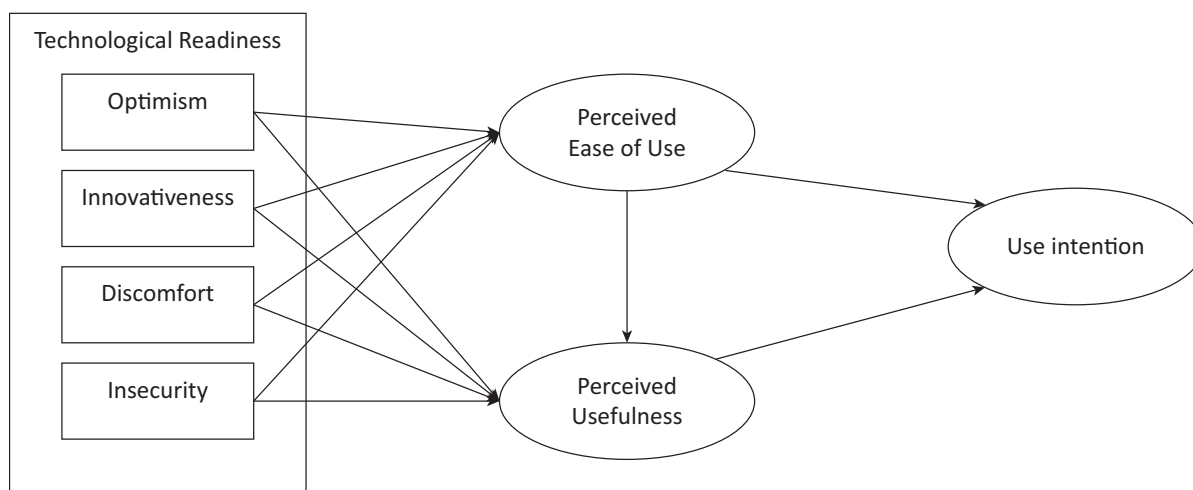 Technological Readiness
Optimism
Innovativeness
Discomfort
Insecurity
Perceived
Ease of Use
Perceived
Usefulness
Use intention